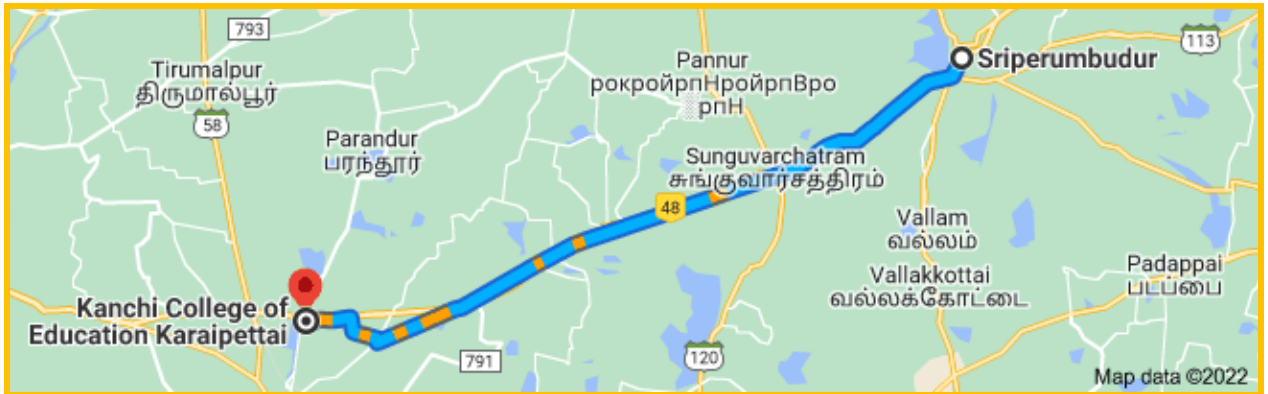 793
113
Sriperumbudur
Pannur
рокройрпНройрпВро
рпН
Tirumalpur
திருமால்பூர்
58
Parandur
பரந்தூர்
Sunguvarchatram
சுங்குவார்சத்திரம்
48
Vallam
வல்லம்
Vallakkottai
வல்லக்கோட்டை
Padappai
படப்பை
Kanchi College of
Education Karaipettai
791
120
Map data ©2022